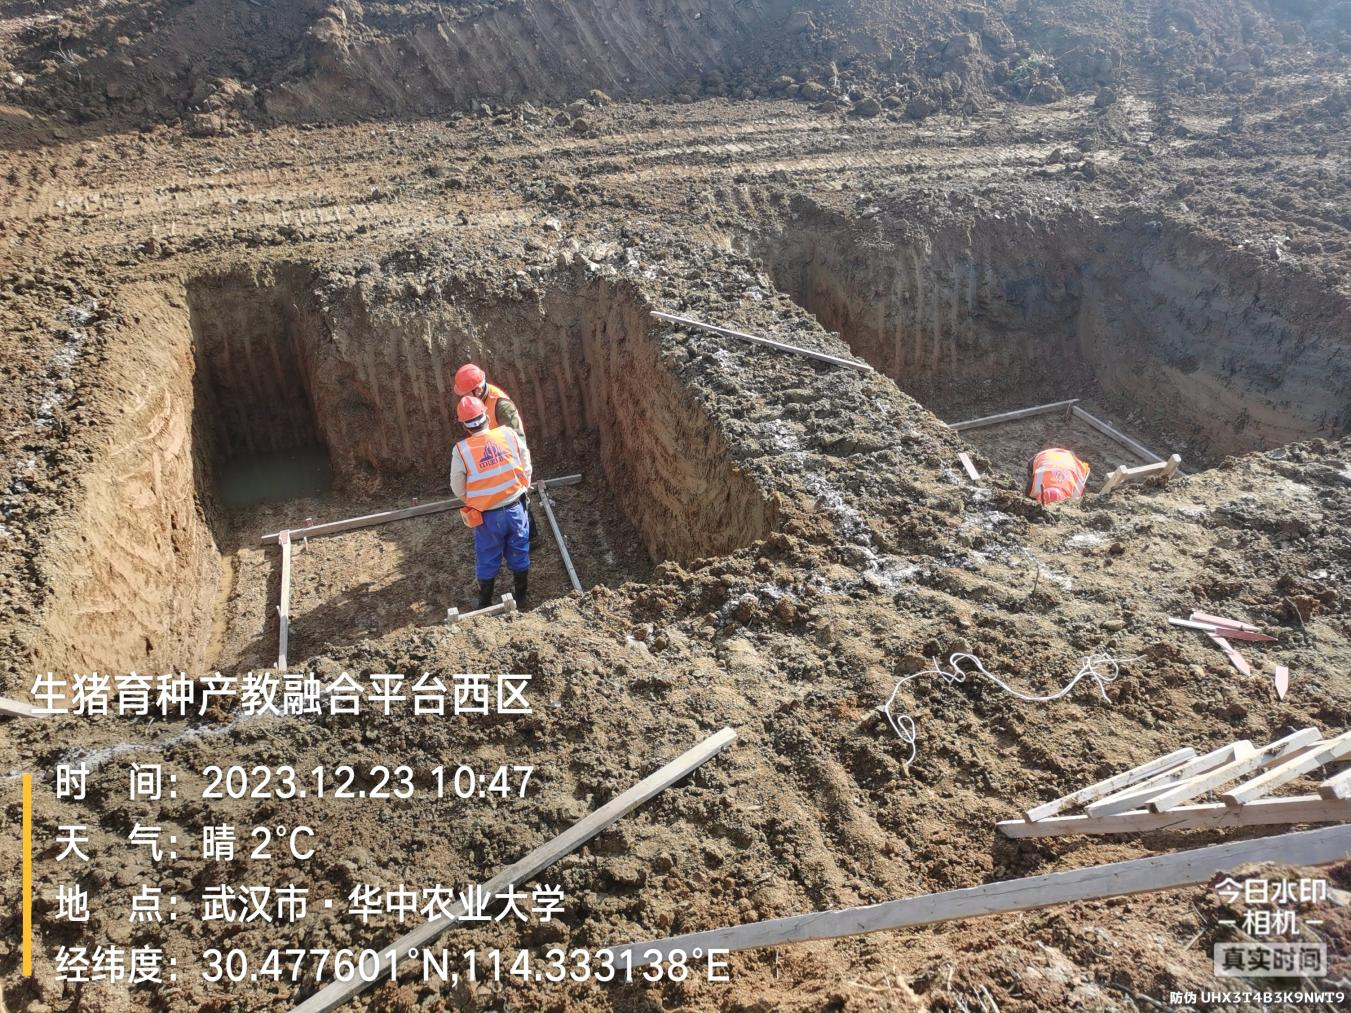 生猪育种产教融合平台西区
时 间：2023.12.23 10:47
天 气：晴 2℃
地 点：武汉市·华中农业大学
经纬度：30.477601°N,114.333138°E
今日水印
-相机-
真实时间
防伪 UHX3T4B3K9NWT9